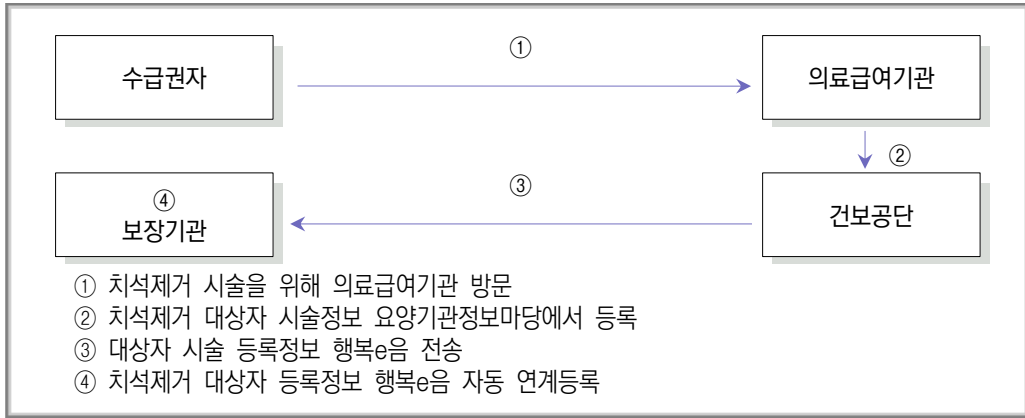 ①
수급권자
의료급여기관
②
③
④
보장기관
건보공단
① 치석제거 시술을 위해 의료급여기관 방문
② 치석제거 대상자 시술정보 요양기관정보마당에서 등록
③ 대상자 시술 등록정보 행복e음 전송
④ 치석제거 대상자 등록정보 행복e음 자동 연계등록